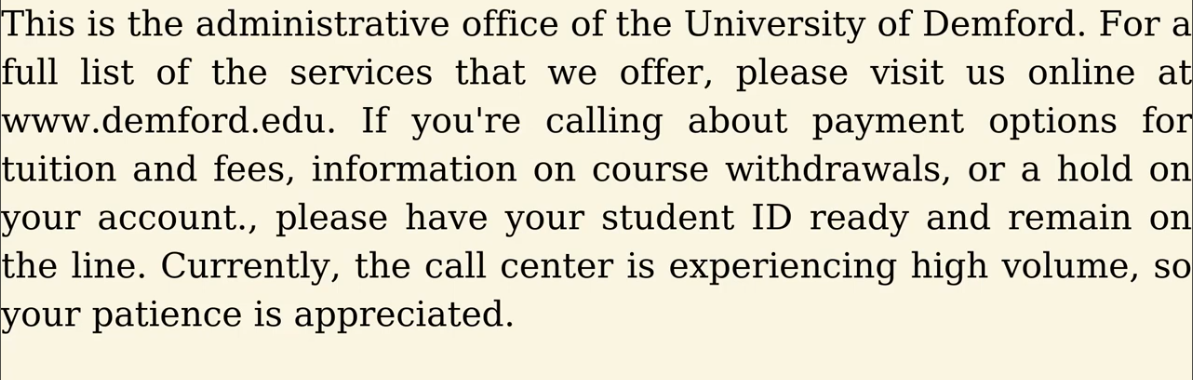 This is the administrative office of the University of Demford. For a
full list of the services that we offer, please visit us online at
www.demford.edu. If you're calling about payment options for
tuition and fees, information on course withdrawals, or a hold on
your account., please have your student ID ready and remain on
the line. Currently, the call center is experiencing high volume, so
your patience is appreciated.